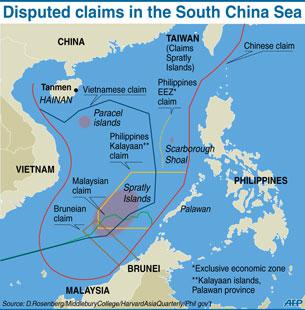 Disputed claims in the South China Sea
CHINA
TAIWAN
(Claims
Spratly
Islands)
Chinese claim
Tanmen
HAINAN
Vietnamese claim
Philippines
EEZ*
claim
Paracel
islands
Philippines
Kalayaan**
claim
Scarborough
Shoal
VIETNAM
Malaysian
claim
Spratly
Islands
PHILIPPINES
Bruneian
claim
Palawan
BRUNEI
MALAYSIA
*Exclusive economic zone
**Kalayaan islands,
Palawan province
Source: D.Rosenberg/MiddleburyCollege/HarvardAsiaQuarterly/Phil gov't
AFP